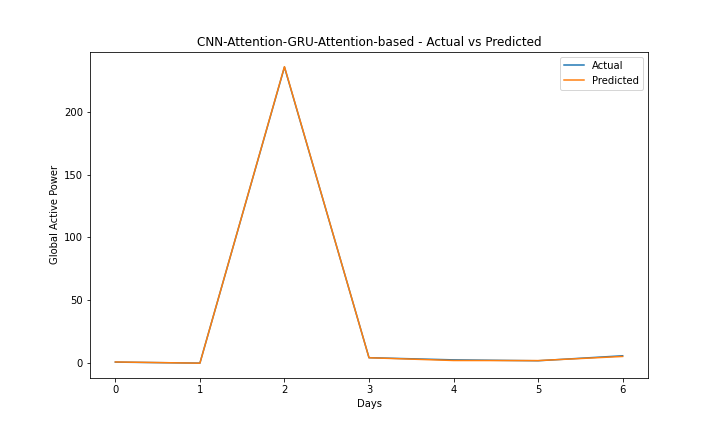 CNN-Attention-GRU-Attention-based - Actual vs Predicted
Actual
Predicted
Global Active Power
200
150
100
50
0
0 1 2 3 4 5 6
Days